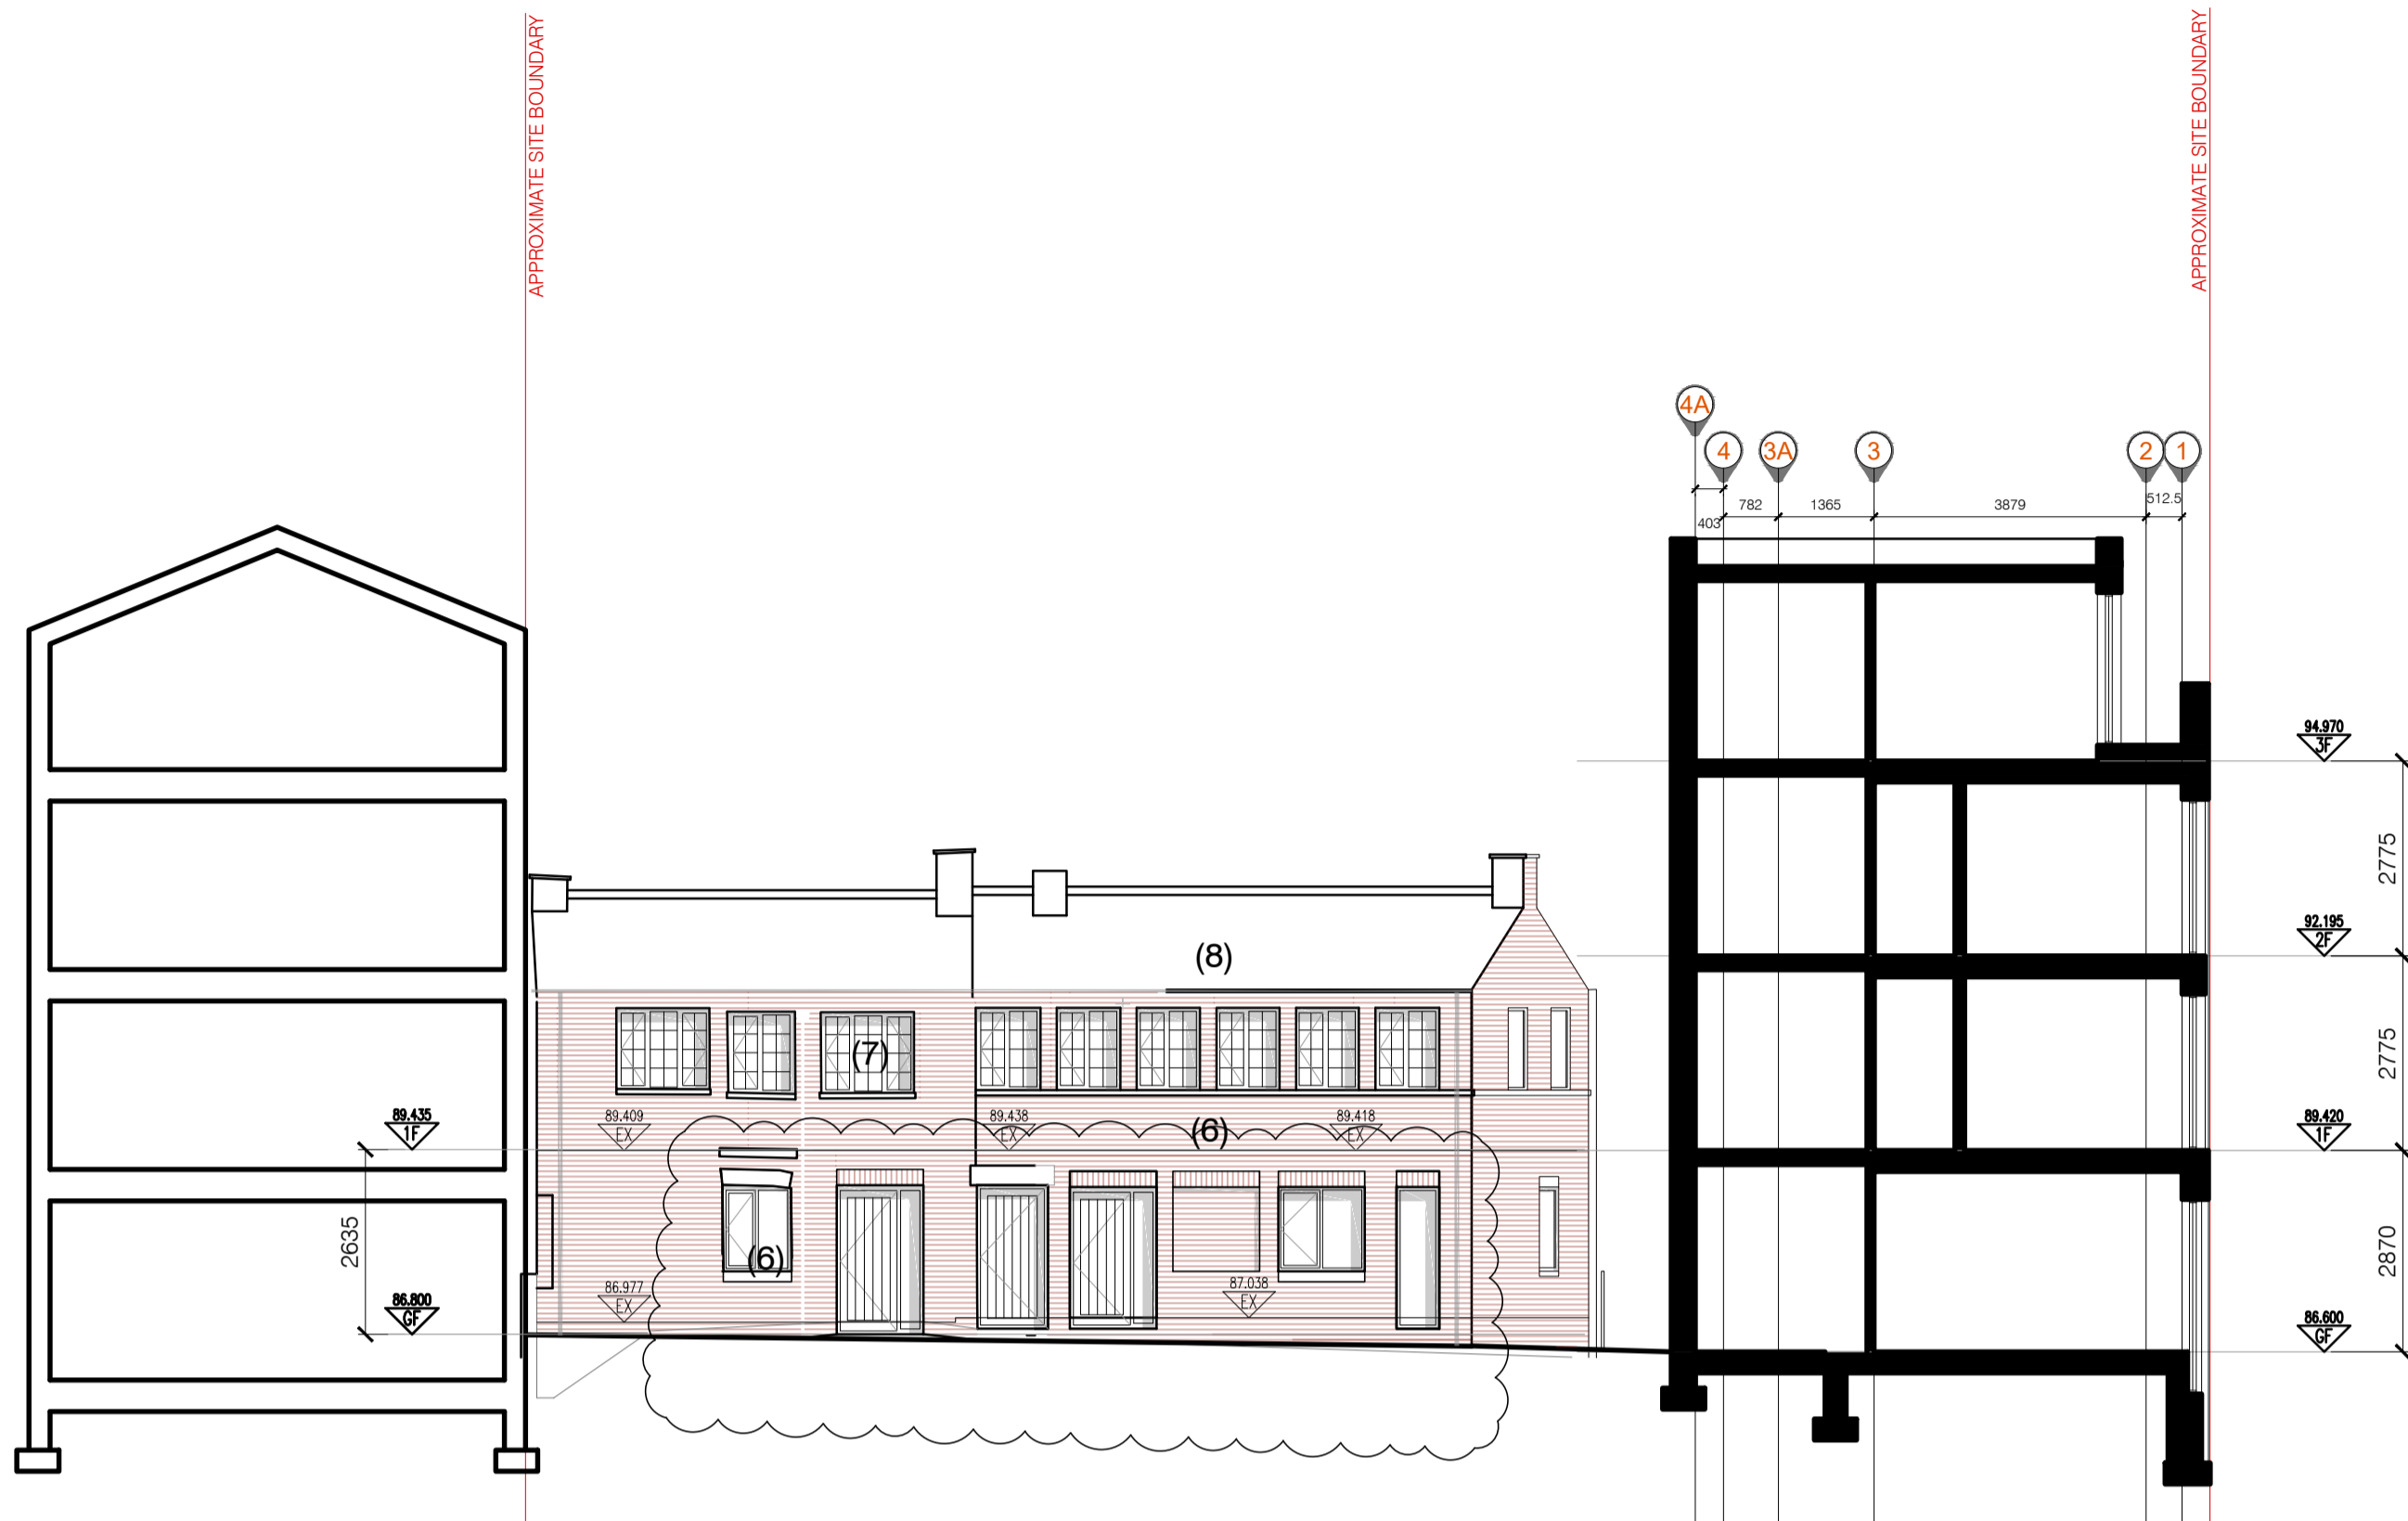 APPROXIMATE SITE BOUNDARY
APPROXIMATE SITE BOUNDARY
4A
4
3A
3
2
1
403
782
1365
3879
512.5
94.970
3F
2775
92.195
2F
2775
89.420
1F
2870
86.600
GF
(8)
(7)
89.435
1F
89.409
EX
89.438
EX
(6)
89.418
EX
2635
(6)
86.800
GF
86.977
EX
87.038
EX